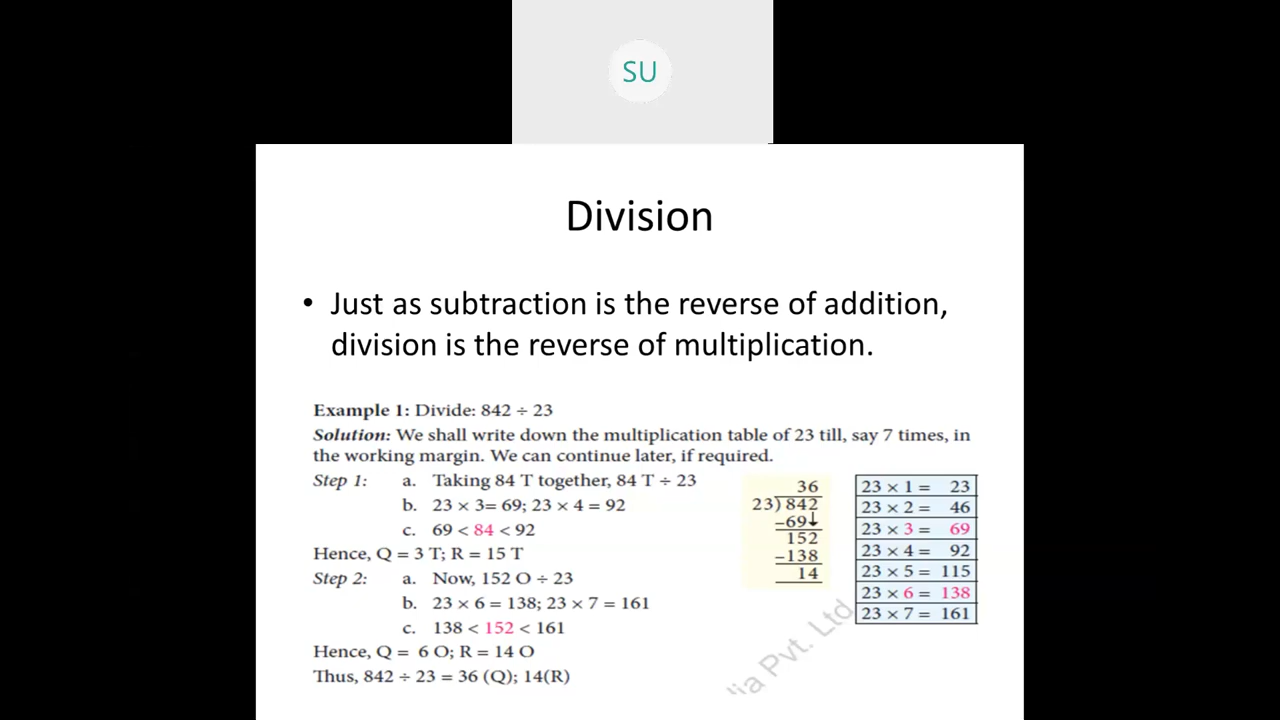 SU
Division
• Just as subtraction is the reverse of addition,
division is the reverse of multiplication.
Example 1: Divide: 842 ÷ 23
Solution: We shall write down the multiplication table of 23 till, say 7 times, in
the working margin. We can continue later, if required.
Step 1: a. Taking 84 T together, 84 T ÷ 23
b. 23 × 3= 69; 23 × 4 = 92
c. 69 < 84 < 92
Hence, Q = 3 T; R = 15 T
Step 2: a. Now, 152 O ÷ 23
b. 23 × 6 = 138; 23 × 7 = 161
c. 138 < 152 < 161
Hence, Q = 6 O; R = 14 O
Thus, 842 ÷ 23 = 36 (Q); 14(R)
36
23)842
−69↓
152
−138
14
23 × 1 = 23
23 × 2 = 46
23 × 3 = 69
23 × 4 = 92
23 × 5 = 115
23 × 6 = 138
23 × 7 = 161
Pvt. Ltd